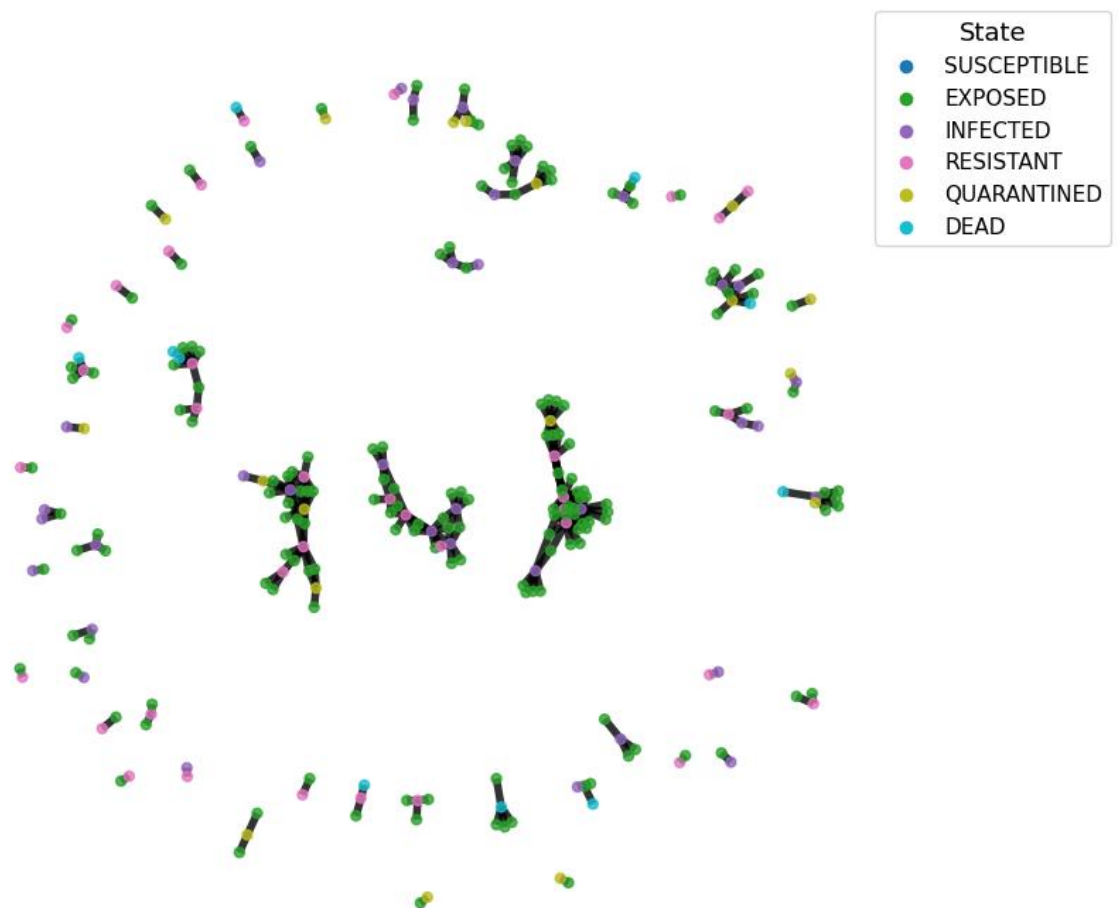 State
SUSCEPTIBLE
EXPOSED
INFECTED
RESISTANT
QUARANTINED
DEAD